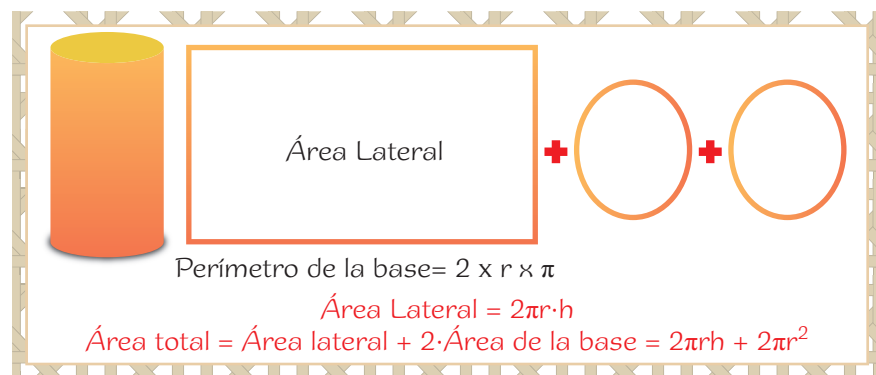 Área Lateral
Perímetro de la base= 2 x r x π
Área Lateral = 2πr·h
Área total = Área lateral + 2·Área de la base = 2πrh + 2πr²